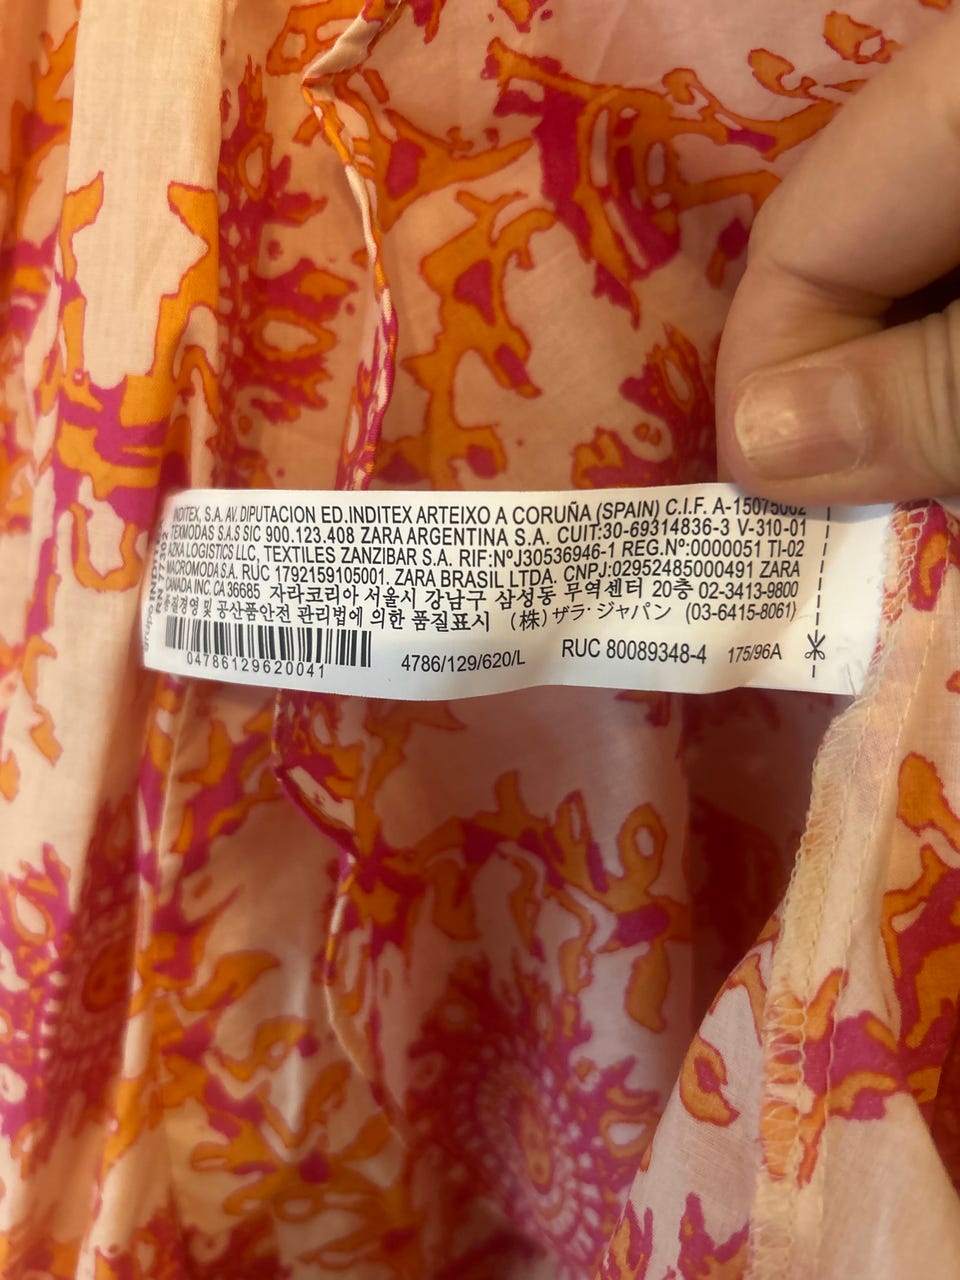 INDITEX, S.A. AV. DIPUTACION ED.INDITEX ARTEIXO A CORUÑA (SPAIN) C.I.F. A-15075062
TEXMODAS S.A.S SIC 900.123.408 ZARA ARGENTINA S.A. CUIT:30-69314836-3 V-310-01
AZKA LOGISTICS LLC, TEXTILES ZANZIBAR S.A. RIF:NºJ30536946-1 REG.Nº:0000051 TI-02
MACROMODA S.A. RUC 1792159105001. ZARA BRASIL LTDA. CNPJ:02952485000491 ZARA
CANADA INC. CA 36685 자라코리아 서울시 강남구 삼성동 무역센터 20층 02-3413-9800
품질경영 및 공산품안전 관리법에 의한 품질표시 (株) ザラ・ジャパン (03-6415-8061)
04786129620041 4786/129/620/L RUC 80089348-4 175/96A
grupo
RN 77302